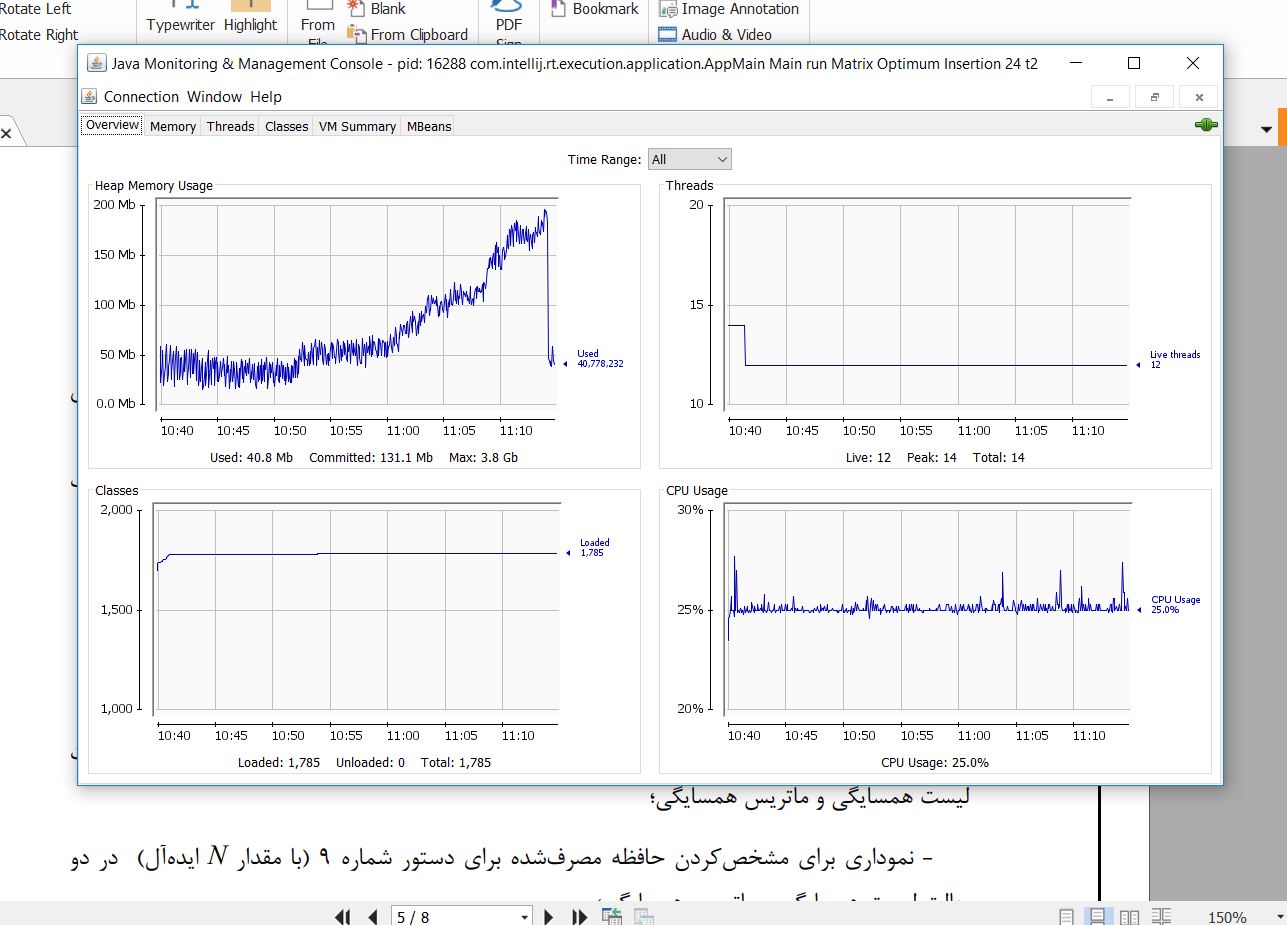 Rotate Left
Rotate Right
Typewriter
Highlight
From
File
Blank
From Clipboard
PDF
Sign
Bookmark
Image Annotation
Audio & Video
Java Monitoring & Management Console - pid: 16288 com.intellij.rt.execution.application.AppMain Main run Matrix Optimum Insertion 24 t2
Connection Window Help
Overview Memory Threads Classes VM Summary MBeans
Time Range: All
Heap Memory Usage
200 Mb
150 Mb
100 Mb
50 Mb
0.0 Mb
Used
40,778,232
10:40 10:45 10:50 10:55 11:00 11:05 11:10
Used: 40.8 Mb Committed: 131.1 Mb Max: 3.8 Gb
Threads
20
15
10
Live threads
12
10:40 10:45 10:50 10:55 11:00 11:05 11:10
Live: 12 Peak: 14 Total: 14
Classes
2,000
1,500
1,000
Loaded
1,785
10:40 10:45 10:50 10:55 11:00 11:05 11:10
Loaded: 1,785 Unloaded: 0 Total: 1,785
CPU Usage
30%
25%
20%
CPU Usage
25.0%
10:40 10:45 10:50 10:55 11:00 11:05 11:10
CPU Usage: 25.0%
لیست همسایگی و ماتریس همسایگی؛
- نموداری برای مشخص‌کردن حافظه مصرف‌شده برای دستور شماره ۹ (با مقدار N ایده‌آل) در دو
5 / 8
150%